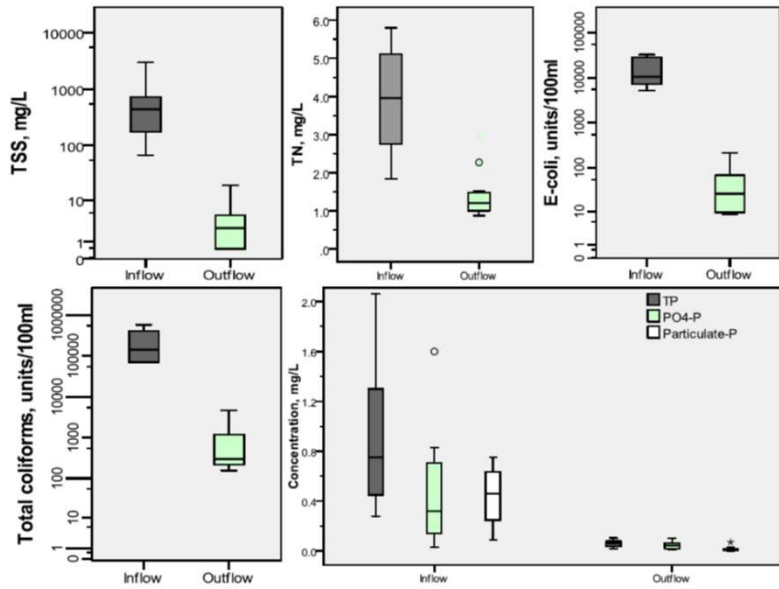 TSS, mg/L
10000
1000
100
10
1
0
Inflow Outflow
TN, mg/L
6.0
5.0
4.0
3.0
2.0
1.0
.0
Inflow Outflow
E-coli, units/100ml
100000
10000
1000
100
10
1
0
Inflow Outflow
Total coliforms, units/100ml
1000000
100000
10000
1000
100
10
1
0
Inflow Outflow
Concentration, mg/L
2.0
1.6
1.2
0.8
0.4
0.0
TP
PO4-P
Particulate-P
Inflow Outflow